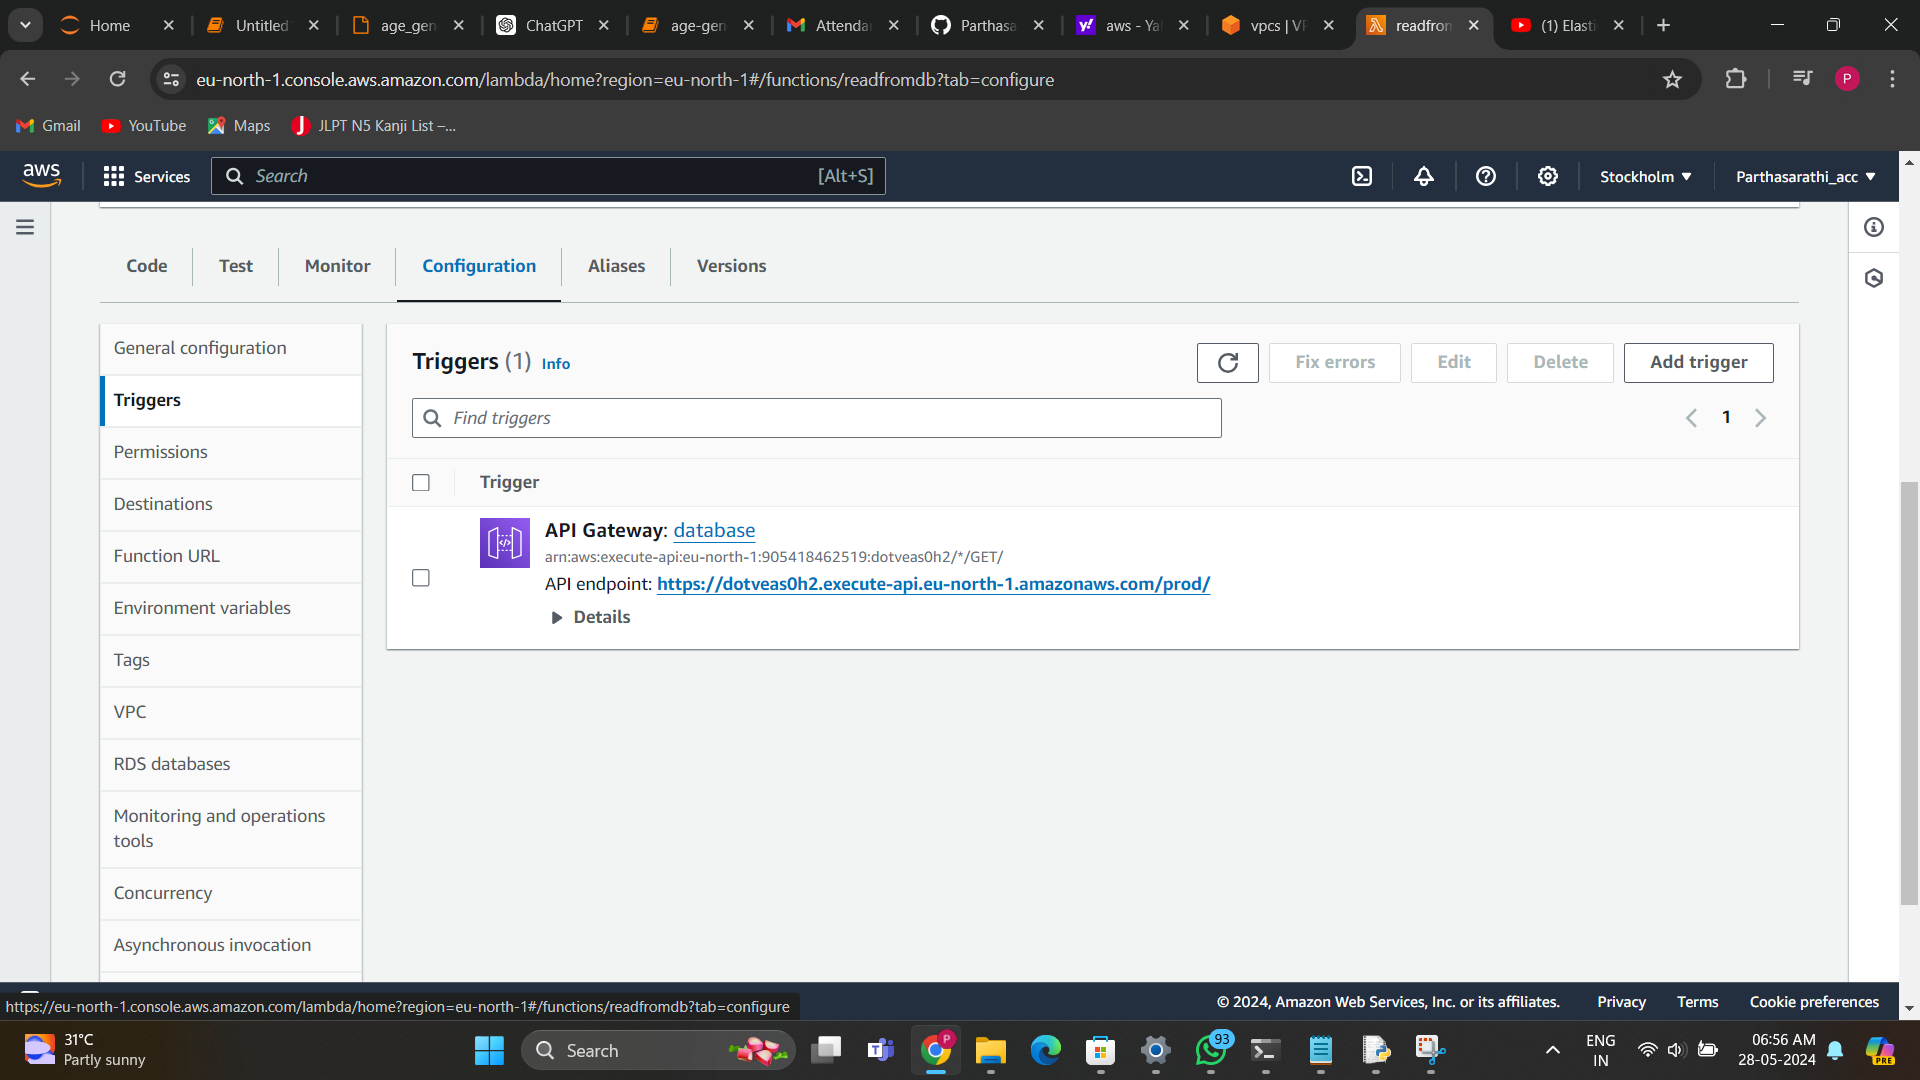 Home
Untitled
age_gen
ChatGPT
age-gen
Attenda
Parthasa
aws - Ya
vpcs | VP
readfrom
(1) Elasti
eu-north-1.console.aws.amazon.com/lambda/home?region=eu-north-1#/functions/readfromdb?tab=configure
P
Gmail
YouTube
Maps
JLPT N5 Kanji List –...
aws
Services
Search
[Alt+S]
Stockholm
Parthasarathi_acc
Code
Test
Monitor
Configuration
Aliases
Versions
General configuration
Triggers
Permissions
Destinations
Function URL
Environment variables
Tags
VPC
RDS databases
Monitoring and operations
tools
Concurrency
Asynchronous invocation
Triggers (1) Info
Fix errors
Edit
Delete
Add trigger
Find triggers
1
Trigger
API Gateway: database
arn:aws:execute-api:eu-north-1:905418462519:dotveas0h2/*/GET/
API endpoint: https://dotveas0h2.execute-api.eu-north-1.amazonaws.com/prod/
Details
https://eu-north-1.console.aws.amazon.com/lambda/home?region=eu-north-1#/functions/readfromdb?tab=configure
© 2024, Amazon Web Services, Inc. or its affiliates.
Privacy
Terms
Cookie preferences
31°C
Partly sunny
Search
P
93
ENG
IN
06:56 AM
28-05-2024
PRE